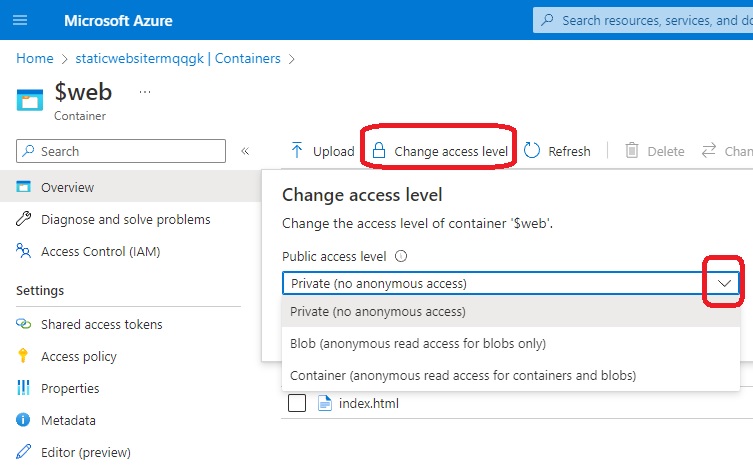 Microsoft Azure
Search resources, services, and do
Home > staticwebsitermqqgk | Containers >
$web ...
Container
Search «
Upload Change access level Refresh Delete Chan
Overview
Diagnose and solve problems
Access Control (IAM)
Settings
Shared access tokens
Access policy
Properties
Metadata
Editor (preview)
Change access level
Change the access level of container '$web'.
Public access level
Private (no anonymous access)
Private (no anonymous access)
Blob (anonymous read access for blobs only)
Container (anonymous read access for containers and blobs)
index.html